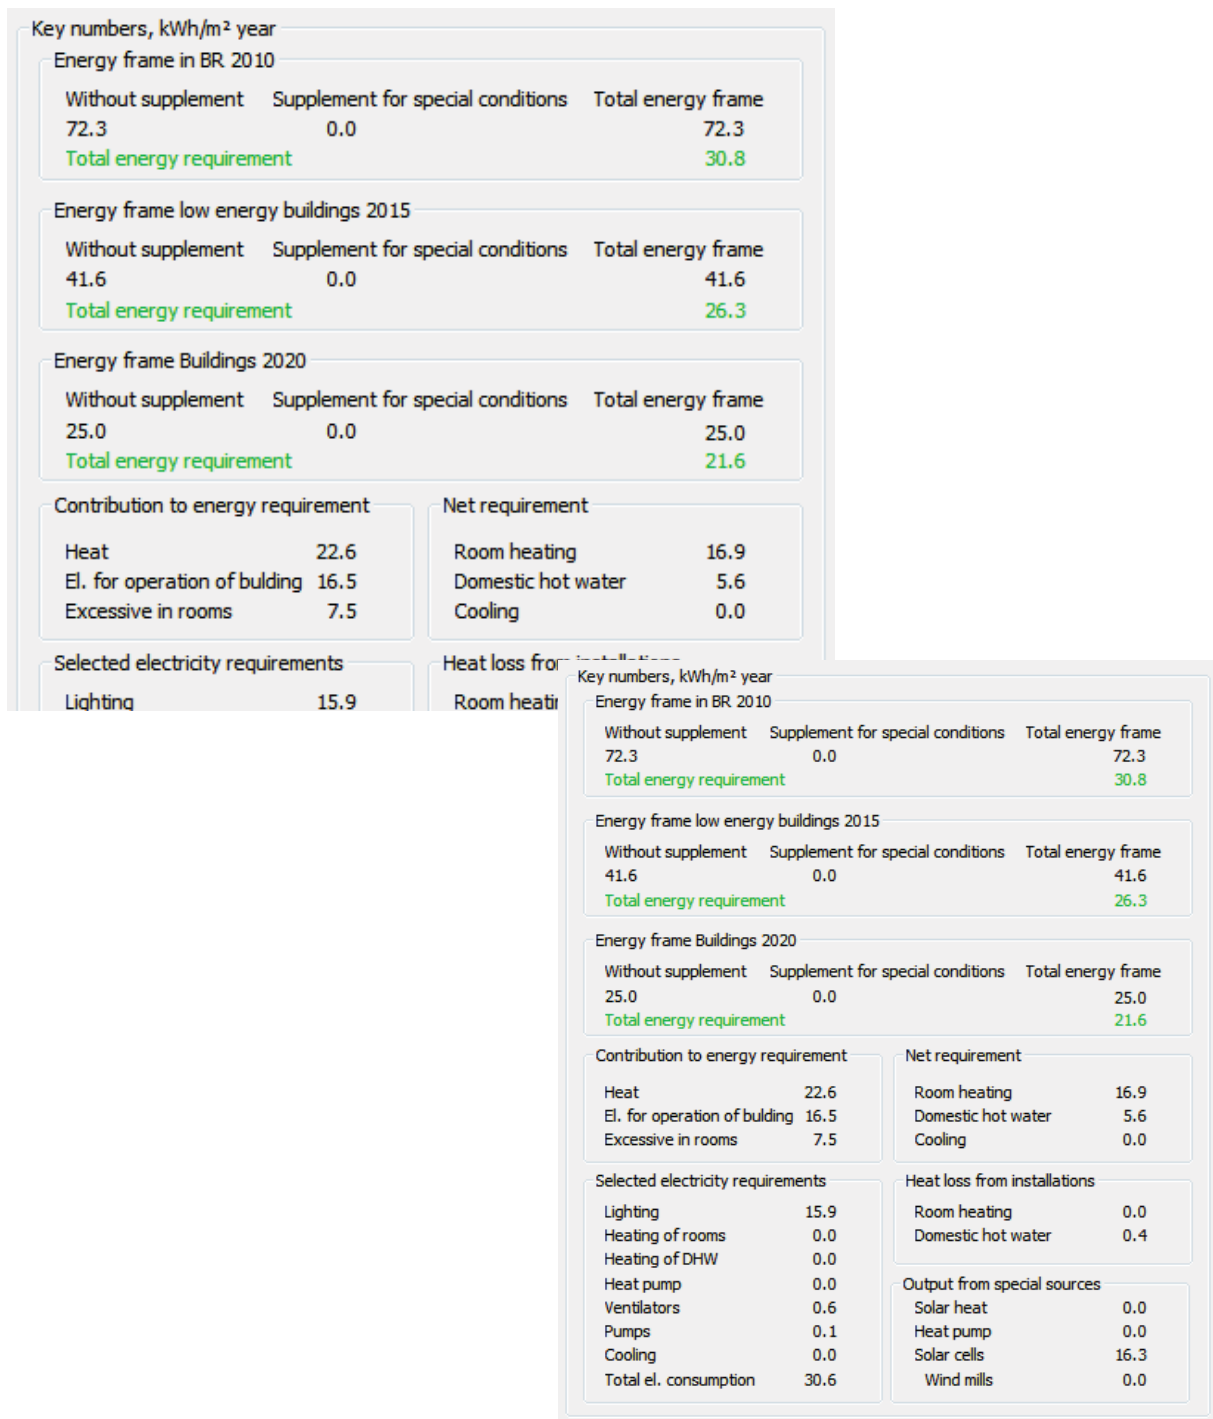 Key numbers, kWh/m² year
Energy frame in BR 2010
Without supplement Supplement for special conditions Total energy frame
72.3 0.0 72.3
Total energy requirement 30.8
Energy frame low energy buildings 2015
Without supplement Supplement for special conditions Total energy frame
41.6 0.0 41.6
Total energy requirement 26.3
Energy frame Buildings 2020
Without supplement Supplement for special conditions Total energy frame
25.0 0.0 25.0
Total energy requirement 21.6
Contribution to energy requirement Net requirement
Heat 22.6 Room heating 16.9
El. for operation of bulding 16.5 Domestic hot water 5.6
Excessive in rooms 7.5 Cooling 0.0
Selected electricity requirements Heat loss from
Lighting 15.9 Room
Key numbers, kWh/m² year
Energy frame in BR 2010
Without supplement Supplement for special conditions Total energy frame
72.3 0.0 72.3
Total energy requirement 30.8
Energy frame low energy buildings 2015
Without supplement Supplement for special conditions Total energy frame
41.6 0.0 41.6
Total energy requirement 26.3
Energy frame Buildings 2020
Without supplement Supplement for special conditions Total energy frame
25.0 0.0 25.0
Total energy requirement 21.6
Contribution to energy requirement Net requirement
Heat 22.6 Room heating 16.9
El. for operation of bulding 16.5 Domestic hot water 5.6
Excessive in rooms 7.5 Cooling 0.0
Selected electricity requirements Heat loss from installations
Lighting 15.9 Room heating 0.0
Heating of rooms 0.0 Domestic hot water 0.4
Heating of DHW 0.0
Heat pump 0.0 Output from special sources
Ventilators 0.6 Solar heat 0.0
Pumps 0.1 Heat pump 0.0
Cooling 0.0 Solar cells 16.3
Total el. consumption 30.6 Wind mills 0.0